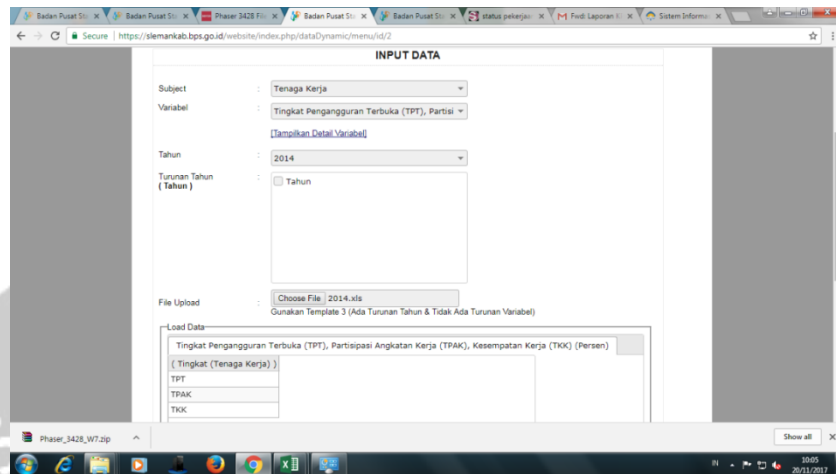 Badan Pusat Sta
Badan Pusat Sta
Phaser 3428 File
Badan Pusat Sta
Badan Pusat Sta
status pekerjaan
Fwd: Laporan
Sistem Informa
Secure | https://slemankab.bps.go.id/website/index.php/dataDynamic/menu/id/2
INPUT DATA
Subject : Tenaga Kerja
Variabel : Tingkat Pengangguran Terbuka (TPT), Partisi
[Tampilkan Detail Variabel]
Tahun : 2014
Turunan Tahun : Tahun
( Tahun )
File Upload : Choose File 2014.xls
Gunakan Template 3 (Ada Turunan Tahun & Tidak Ada Turunan Variabel)
Load Data
Tingkat Pengangguran Terbuka (TPT), Partisipasi Angkatan Kerja (TPAK), Kesempatan Kerja (TKK) (Persen)
( Tingkat (Tenaga Kerja) )
TPT
TPAK
TKK
Phaser_3428_W7.zip
Show all
IN
10:05
20/11/2017